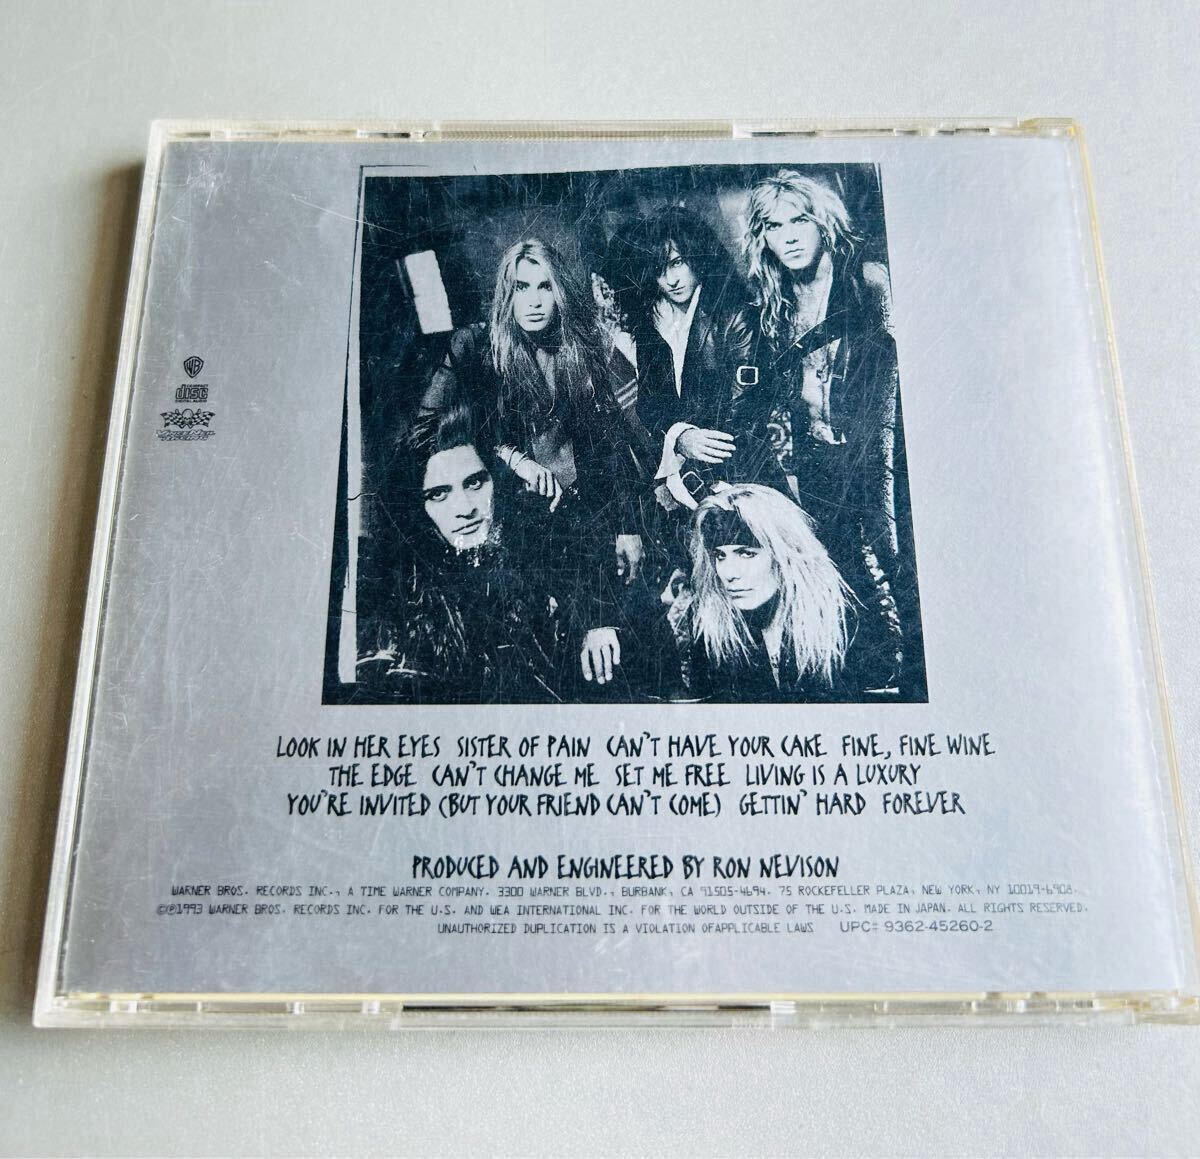 WB
COMPACT
disc
DIGITAL AUDIO
LOOK IN HER EYES SISTER OF PAIN CAN'T HAVE YOUR CAKE FINE, FINE WINE
THE EDGE CAN'T CHANGE ME SET ME FREE LIVING IS A LUXURY
YOU'RE INVITED (BUT YOUR FRIEND CAN'T COME) GETTIN' HARD FOREVER
PRODUCED AND ENGINEERED BY RON NEVISON
WARNER BROS. RECORDS INC., A TIME WARNER COMPANY. 3300 WARNER BLVD., BURBANK, CA 91505-4694. 75 ROCKEFELLER PLAZA, NEW YORK, NY 10019-6908.
©℗1993 WARNER BROS. RECORDS INC. FOR THE U.S. AND WEA INTERNATIONAL INC. FOR THE WORLD OUTSIDE OF THE U.S. MADE IN JAPAN. ALL RIGHTS RESERVED.
UNAUTHORIZED DUPLICATION IS A VIOLATION OFAPPLICABLE LAWS UPC# 9362-45260-2